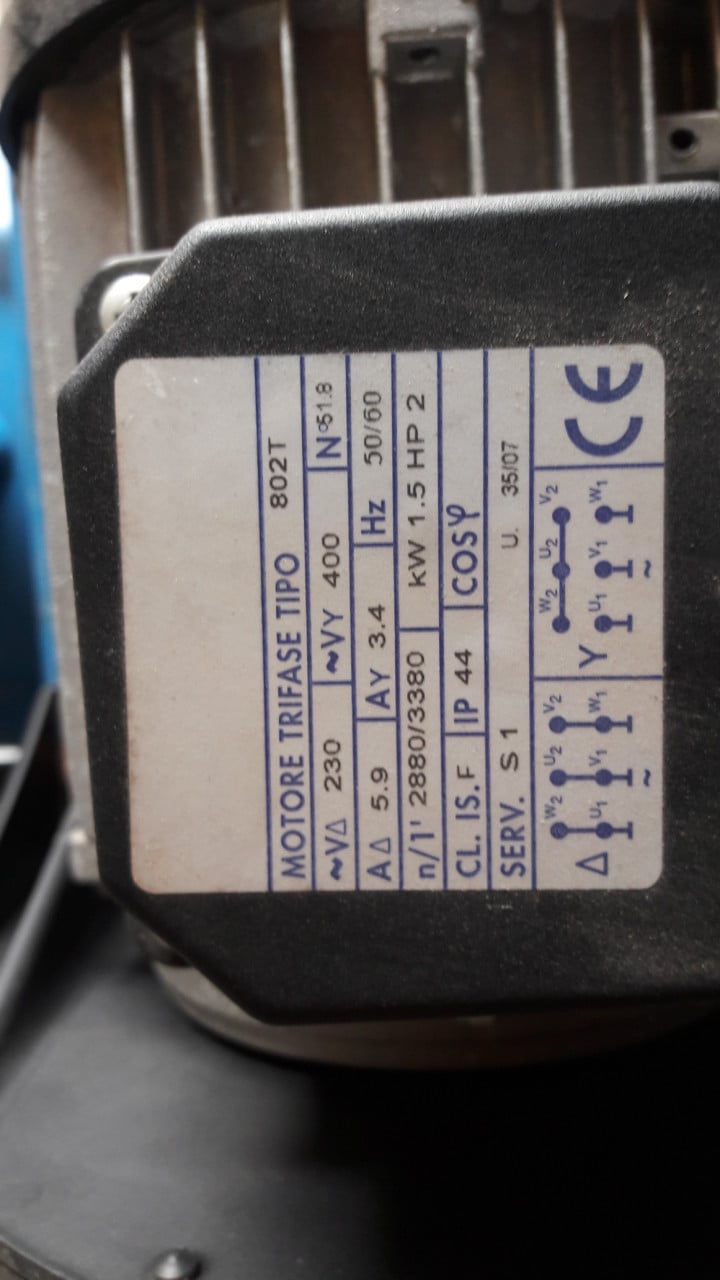 MOTORE TRIFASE TIPO 802T
~V△ 230 ~VY 400 N° 51.8
A△ 5.9 AY 3.4 Hz 50/60
n/1' 2880/3380 kW 1.5 HP 2
CL. IS. F IP 44 COSφ
SERV. S 1 U. 35/07
W2 U2 V2 W2 U2 V2
△ U1 V1 W1 Y U1 V1 W1 CE
~ ~